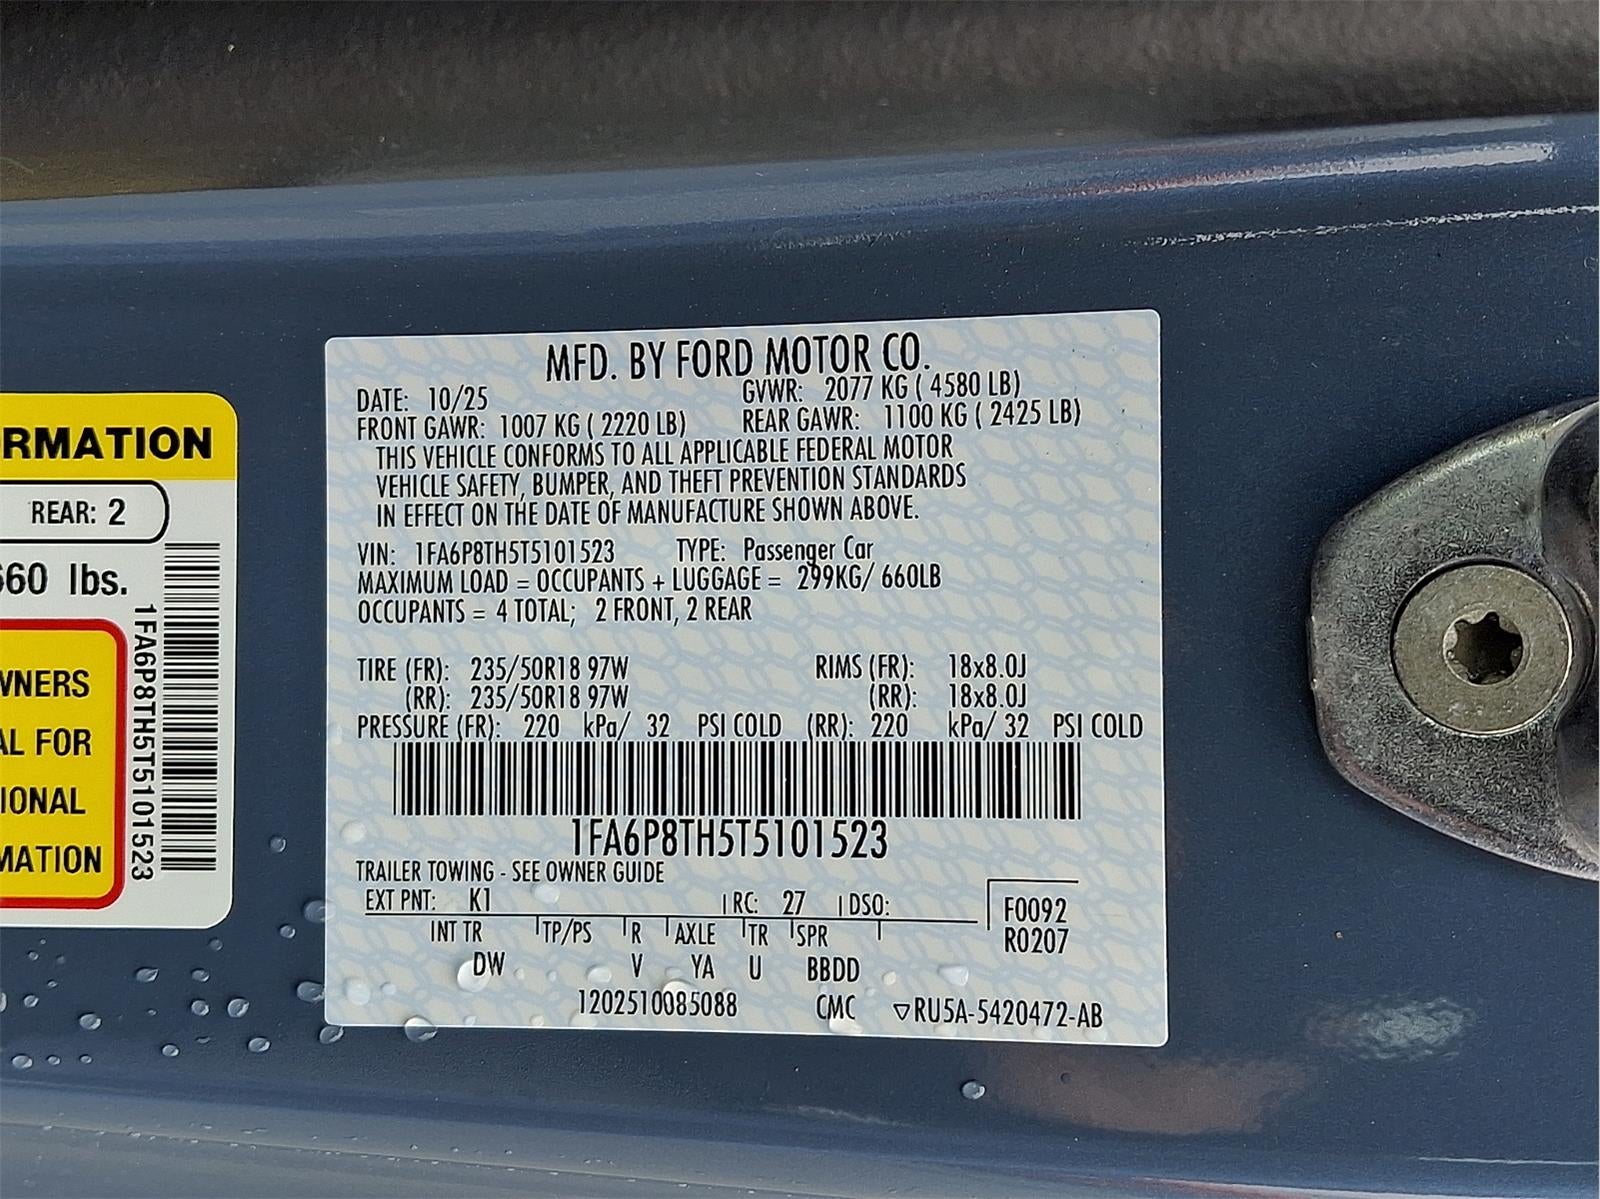 RMATION
REAR: 2
660 lbs.
WNERS
AL FOR
IONAL
MATION
1FA6P8TH5T5101523
MFD. BY FORD MOTOR CO.
DATE: 10/25 GVWR: 2077 KG ( 4580 LB)
FRONT GAWR: 1007 KG ( 2220 LB) REAR GAWR: 1100 KG ( 2425 LB)
THIS VEHICLE CONFORMS TO ALL APPLICABLE FEDERAL MOTOR
VEHICLE SAFETY, BUMPER, AND THEFT PREVENTION STANDARDS
IN EFFECT ON THE DATE OF MANUFACTURE SHOWN ABOVE.
VIN: 1FA6P8TH5T5101523 TYPE: Passenger Car
MAXIMUM LOAD = OCCUPANTS + LUGGAGE = 299KG/ 660LB
OCCUPANTS = 4 TOTAL; 2 FRONT, 2 REAR
TIRE (FR): 235/50R18 97W RIMS (FR): 18x8.0J
(RR): 235/50R18 97W (RR): 18x8.0J
PRESSURE (FR): 220 kPa/ 32 PSI COLD (RR): 220 kPa/ 32 PSI COLD
1FA6P8TH5T5101523
TRAILER TOWING - SEE OWNER GUIDE
EXT PNT: K1 RC: 27 DSO: F0092
INT TR TP/PS R AXLE TR SPR R0207
DW V YA U BBDD
1202510085088 CMC ▽RU5A-5420472-AB